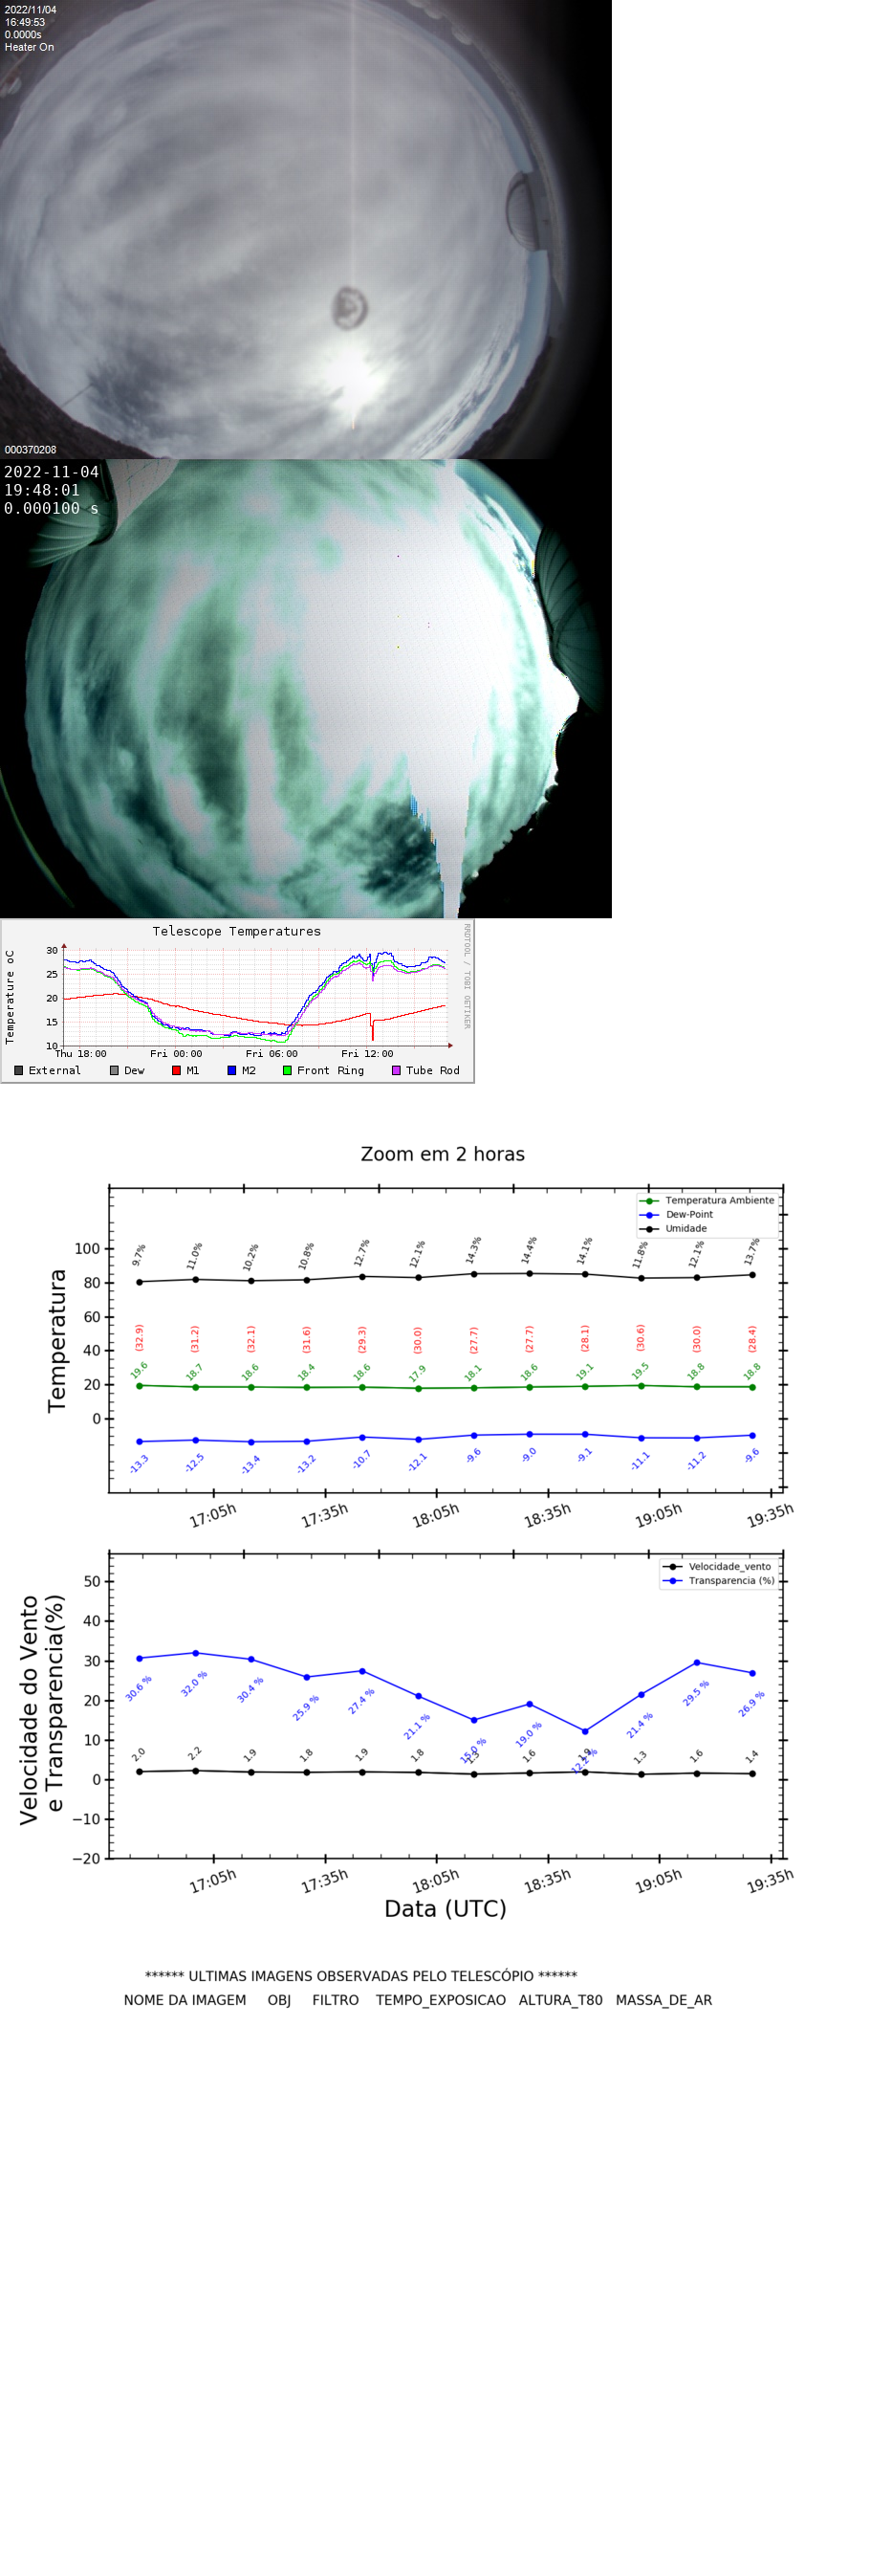 2022/11/04
16:49:53
0.0000s
Heater On
000370208
2022-11-04
19:48:01
0.000100 s
Telescope Temperatures
RRDTOOL / TOBI OETIKER
Temperature oC
30
25
20
15
10
Thu 18:00 Fri 00:00 Fri 06:00 Fri 12:00
External Dew M1 M2 Front Ring Tube Rod
Zoom em 2 horas
Temperatura Ambiente
Dew-Point
Umidade
Temperatura
100
80
60
40
20
0
9.7% 11.0% 10.2% 10.8% 12.7% 12.1% 14.3% 14.4% 14.1% 11.8% 12.1% 13.7%
(32.9) (31.2) (32.1) (31.6) (29.3) (30.0) (27.7) (27.7) (28.1) (30.6) (30.0) (28.4)
19.6 18.7 18.6 18.4 18.6 17.9 18.1 18.6 19.1 19.5 18.8 18.8
-13.3 -12.5 -13.4 -13.2 -10.7 -12.1 -9.6 -9.0 -9.1 -11.1 -11.2 -9.6
17:05h 17:35h 18:05h 18:35h 19:05h 19:35h
Velocidade_vento
Transparencia (%)
Velocidade do Vento
e Transparencia(%)
50
40
30
20
10
0
−10
−20
30.6 % 32.0 % 30.4 % 25.9 % 27.4 % 21.1 % 15.0 % 19.0 % 12.2 % 21.4 % 29.5 % 26.9 %
2.0 2.2 1.9 1.8 1.9 1.8 1.3 1.6 1.9 1.3 1.6 1.4
17:05h 17:35h 18:05h 18:35h 19:05h 19:35h
Data (UTC)
****** ULTIMAS IMAGENS OBSERVADAS PELO TELESCÓPIO ******
NOME DA IMAGEM OBJ FILTRO TEMPO_EXPOSICAO ALTURA_T80 MASSA_DE_AR